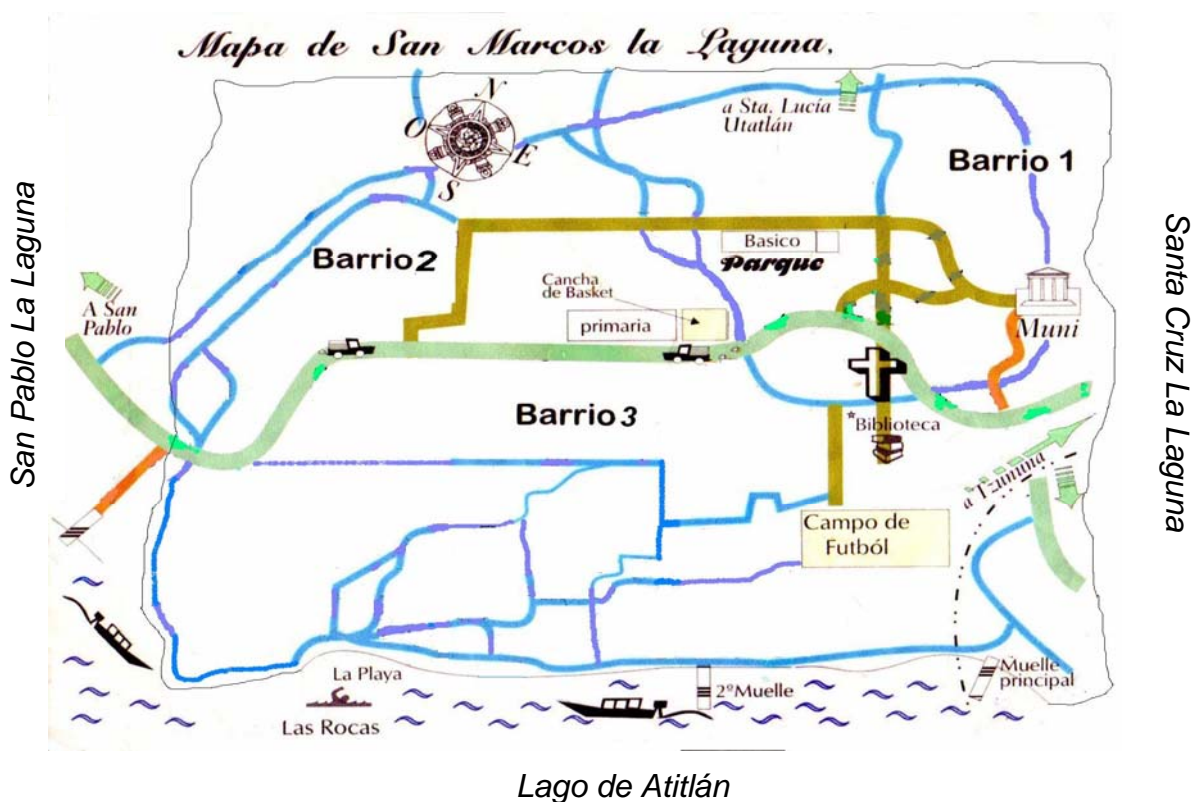 Mapa de San Marcos la Laguna,
N
O
E
S
a Sta. Lucía
Utatlán
Barrio 1
San Pablo La Laguna
Santa Cruz La Laguna
Barrio 2
Basico
Parque
Cancha
de Basket
A San
Pablo
primaria
Muni
Barrio 3
*Biblioteca
a Tzununa
Campo de
Futból
La Playa
Las Rocas
2º Muelle
Muelle
principal
Lago de Atitlán